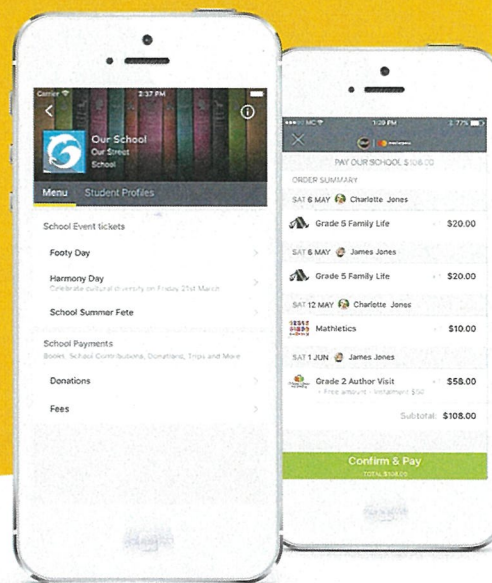 Carrier 2:37 PM
Our School
Our Street
School
Menu Student Profiles
School Event tickets
Footy Day
Harmony Day
Celebrate cultural diversity on Friday 21st March
School Summer Fete
School Payments
Books, School Contributions, Donations, Trips and More
Donations
Fees
1:39 PM 77%
PAY OUR SCHOOL $108.00
ORDER SUMMARY
SAT 6 MAY Charlotte Jones
Grade 5 Family Life $20.00
SAT 6 MAY James Jones
Grade 5 Family Life $20.00
SAT 12 MAY Charlotte Jones
Mathletics $10.00
SAT 1 JUN James Jones
Grade 2 Author Visit $58.00
Subtotal: $108.00
Confirm & Pay
TOTAL $108.00